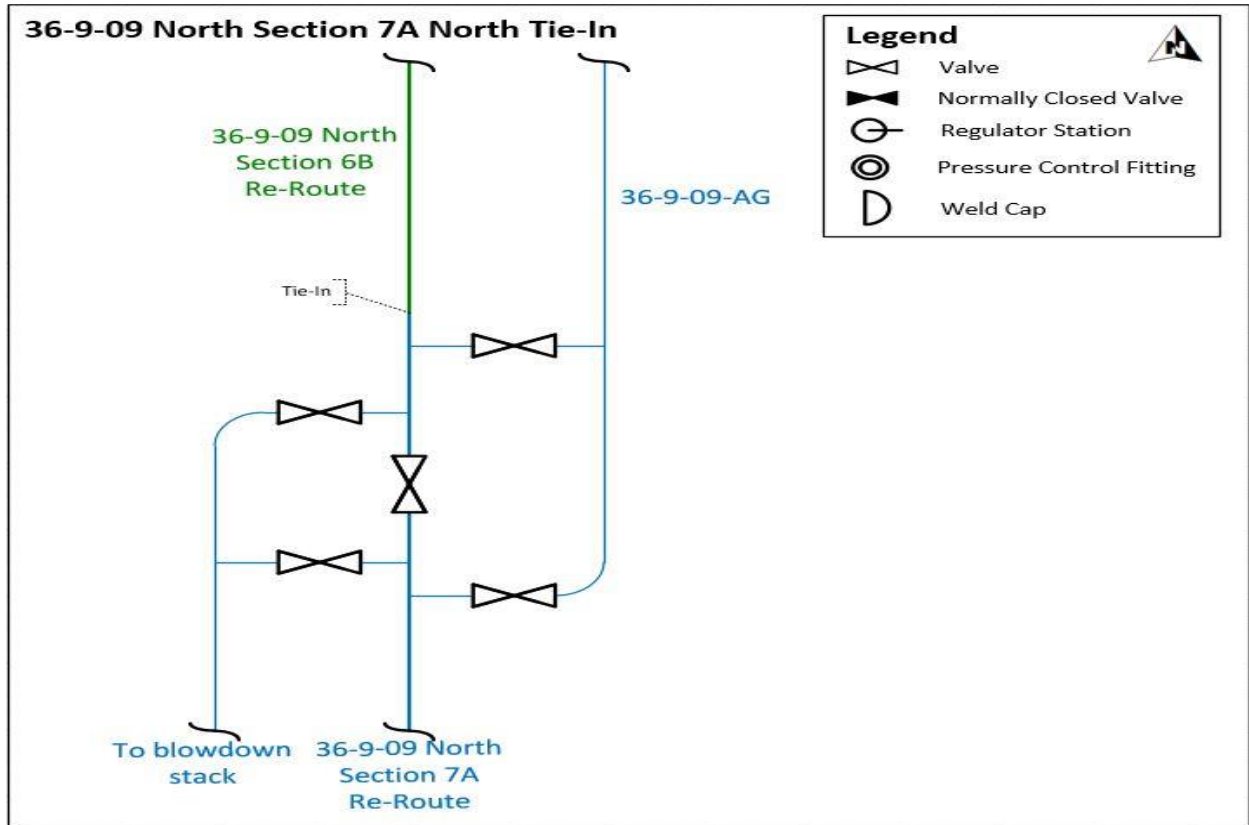 36-9-09 North Section 7A North Tie-In
Legend
N
Valve
Normally Closed Valve
Regulator Station
Pressure Control Fitting
Weld Cap
36-9-09 North
Section 6B
Re-Route
36-9-09-AG
Tie-In
To blowdown
stack
36-9-09 North
Section 7A
Re-Route